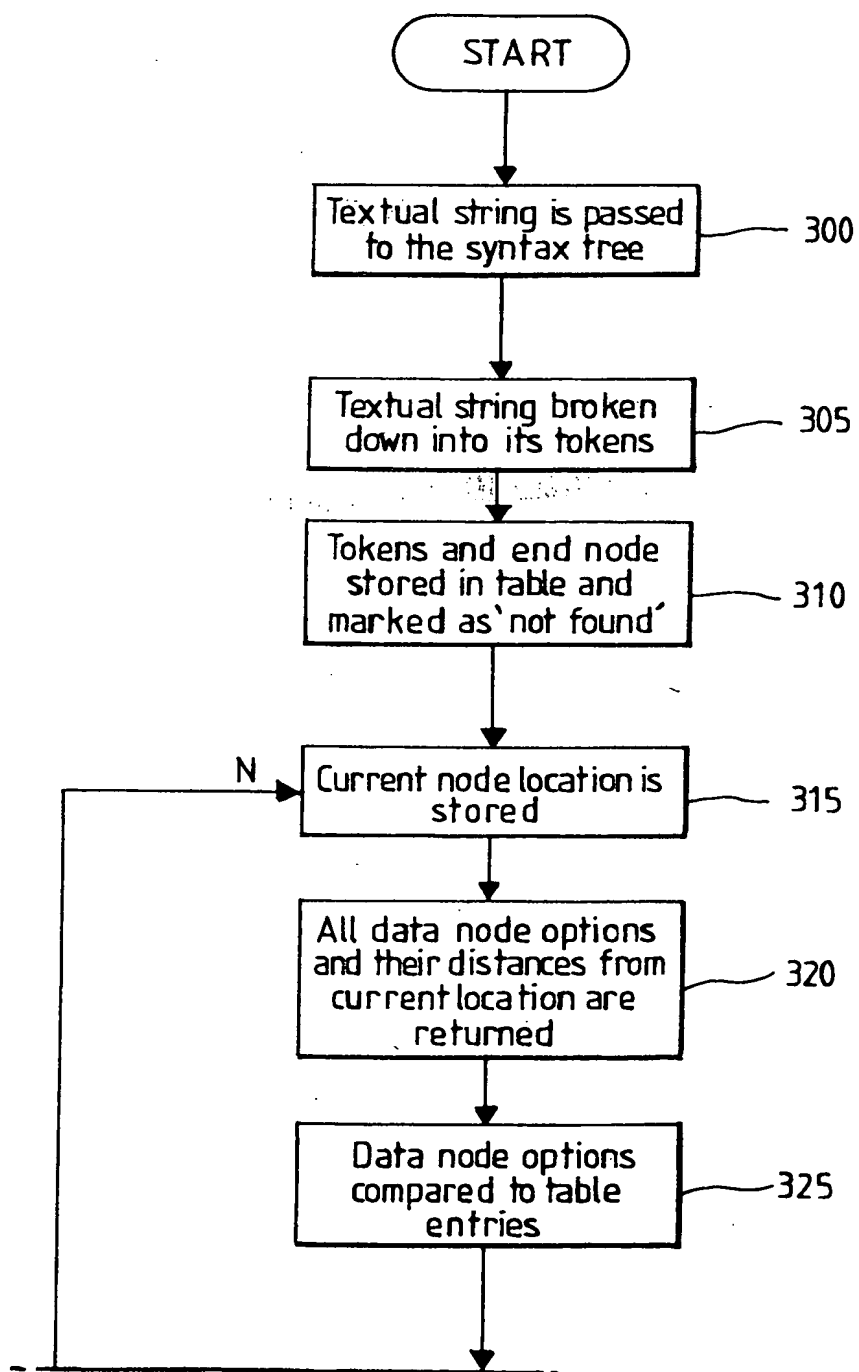 START
Textual string is passed
to the syntax tree
300
Textual string broken
down into its tokens
305
Tokens and end node
stored in table and
marked as 'not found'
310
N
Current node location is
stored
315
All data node options
and their distances from
current location are
returned
320
Data node options
compared to table
entries
325